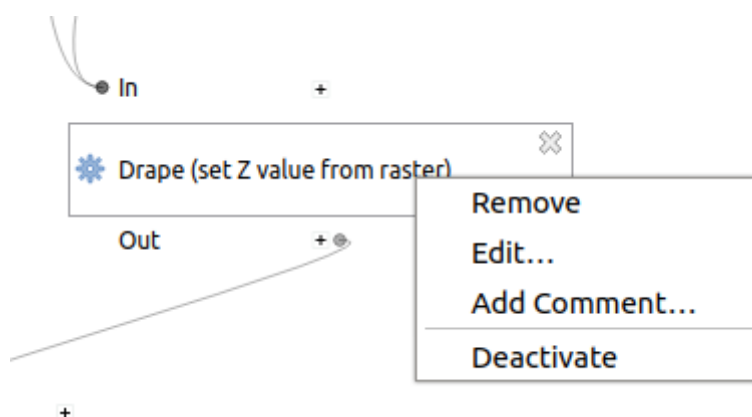 In +
Drape (set Z value from raster)
Remove
Out +
Edit...
Add Comment...
Deactivate
+